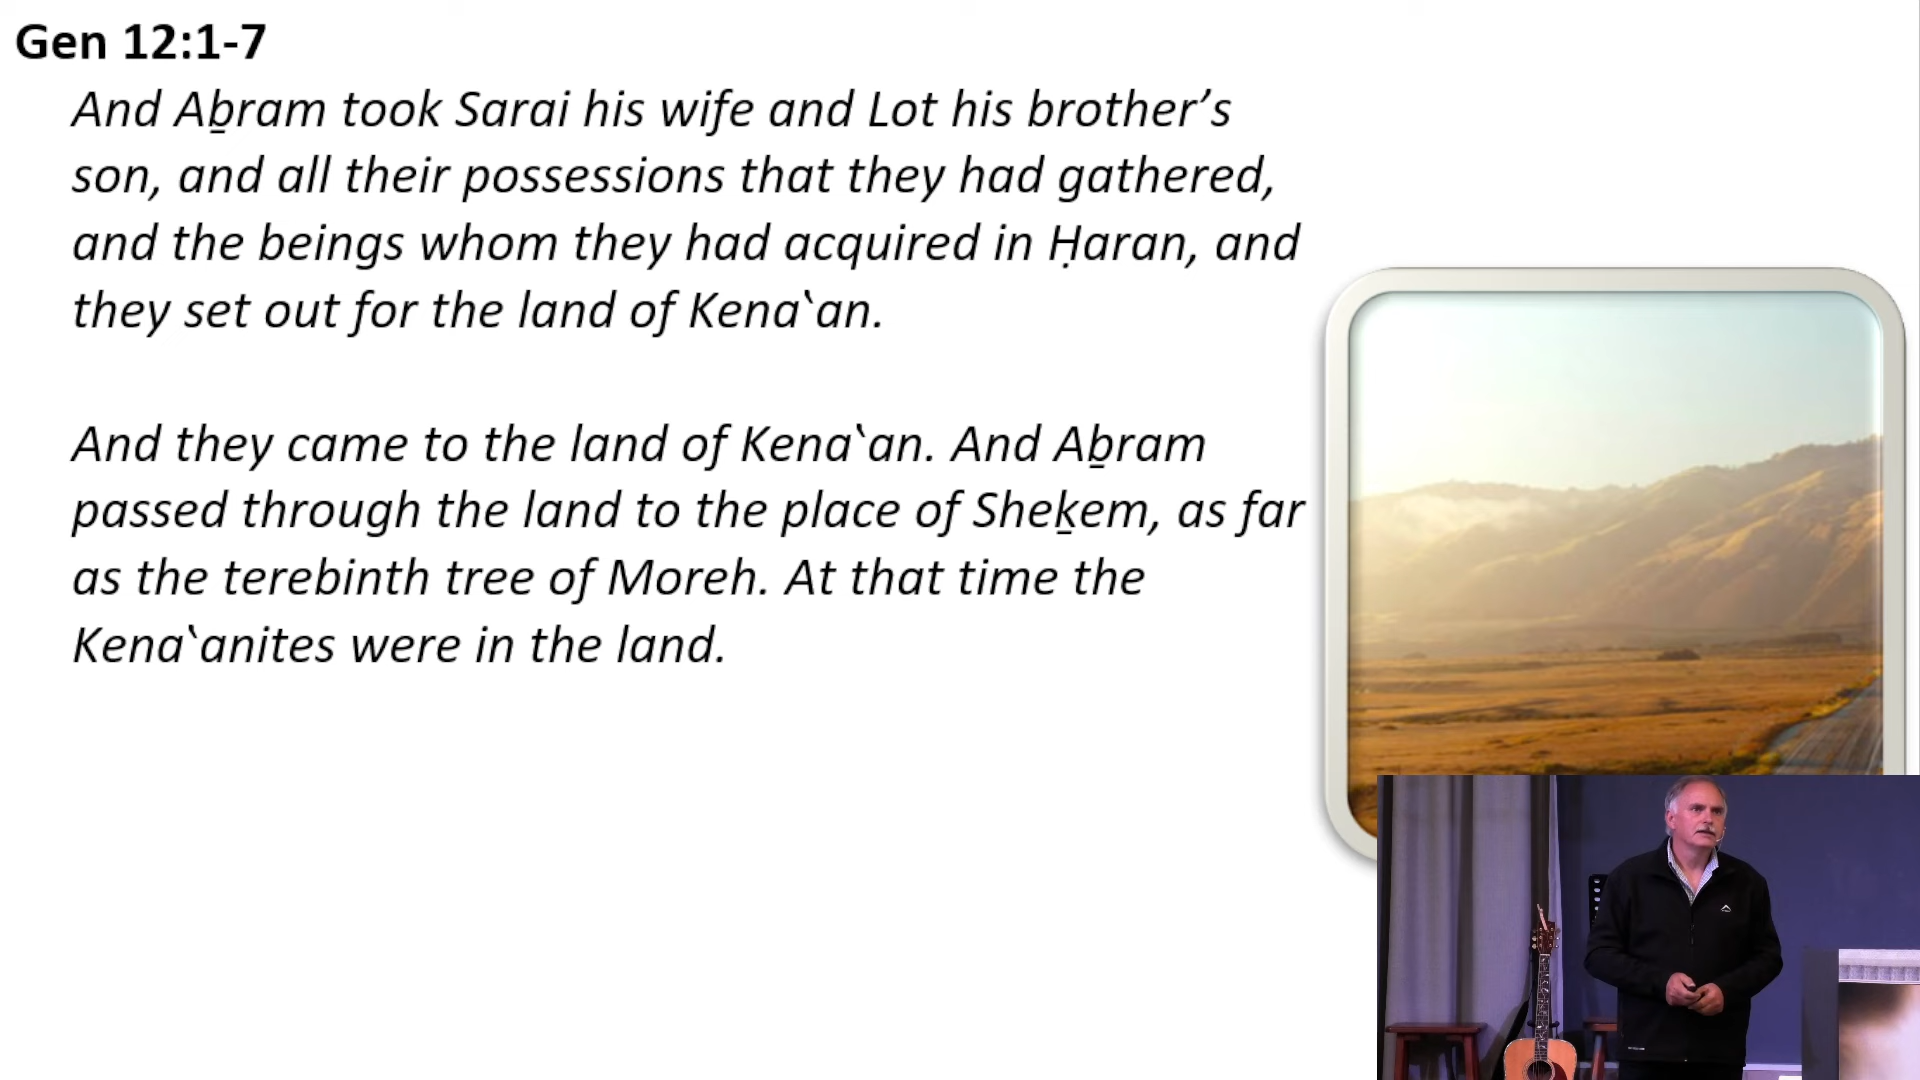 Gen 12:1-7
And Aḇram took Sarai his wife and Lot his brother’s
son, and all their possessions that they had gathered,
and the beings whom they had acquired in Ḥaran, and
they set out for the land of Kenaʽan.
And they came to the land of Kenaʽan. And Aḇram
passed through the land to the place of Sheḵem, as far
as the terebinth tree of Moreh. At that time the
Kenaʽanites were in the land.